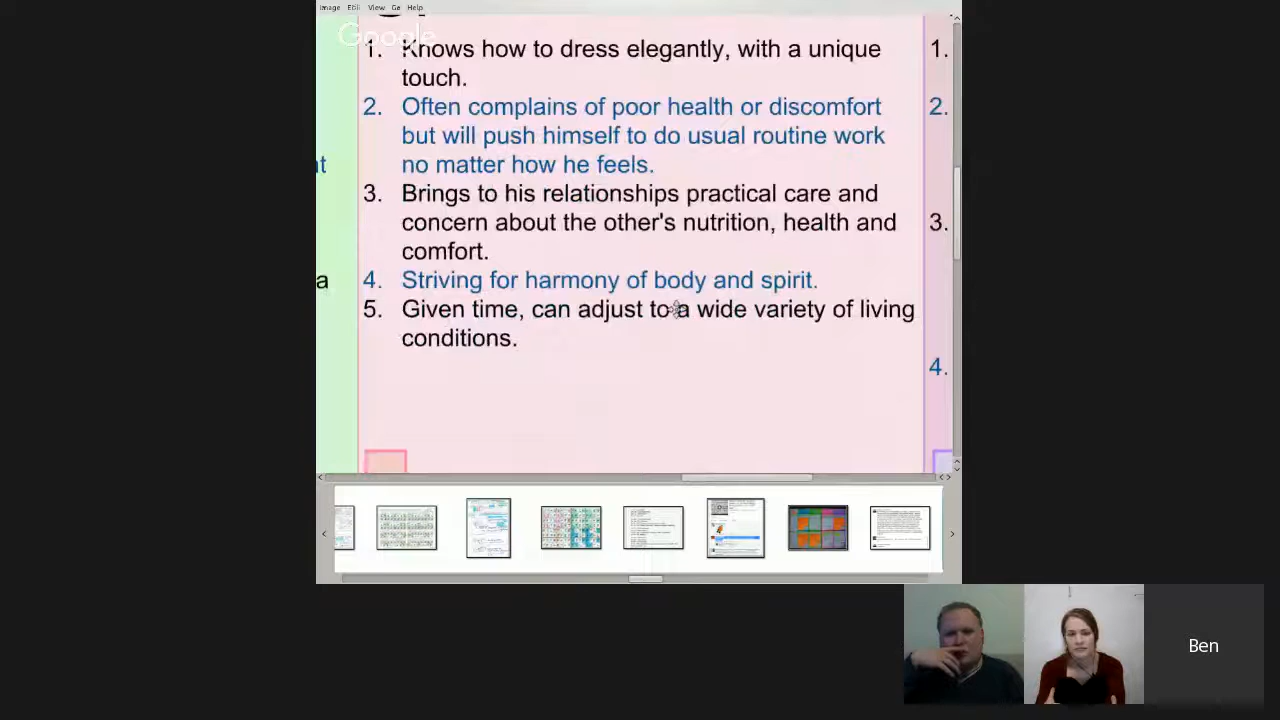 Image Edit View Go Help
Google
1. Knows how to dress elegantly, with a unique
touch.
2. Often complains of poor health or discomfort
but will push himself to do usual routine work
no matter how he feels.
3. Brings to his relationships practical care and
concern about the other's nutrition, health and
comfort.
4. Striving for harmony of body and spirit.
5. Given time, can adjust to a wide variety of living
conditions.
nt
a
1.
2.
3.
4.
Ben